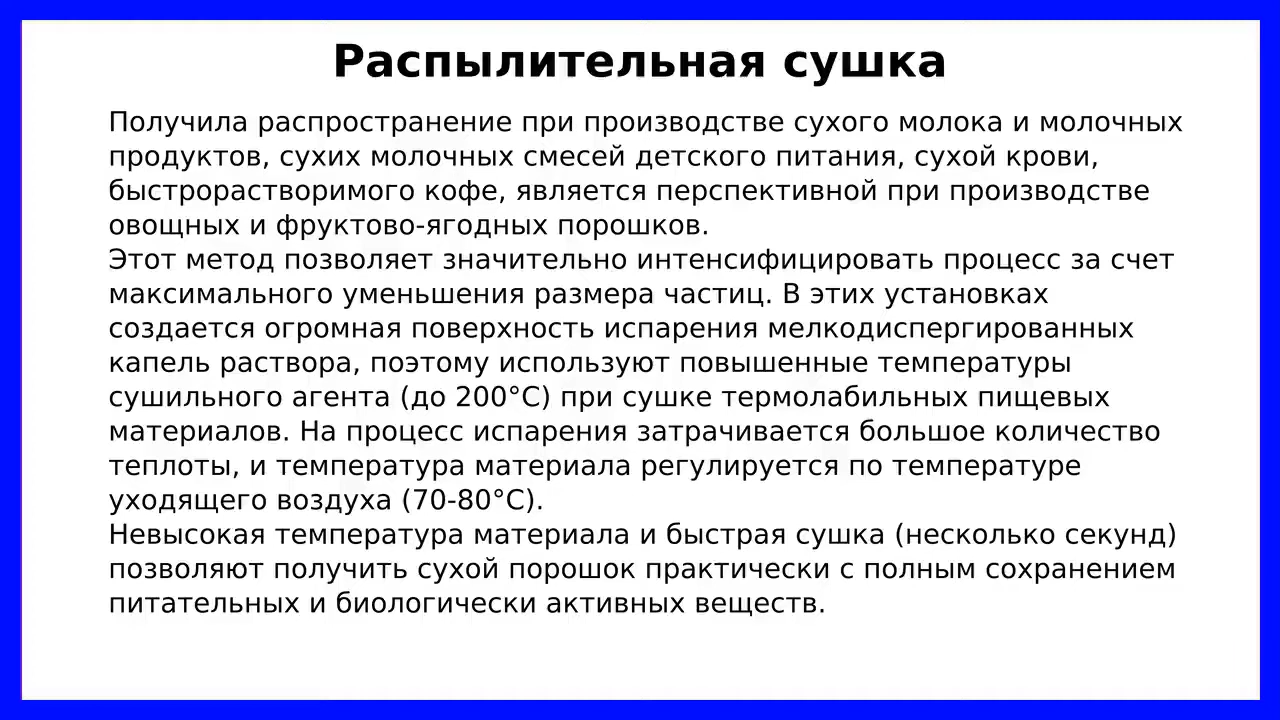 Распылительная сушка
Получила распространение при производстве сухого молока и молочных
продуктов, сухих молочных смесей детского питания, сухой крови,
быстрорастворимого кофе, является перспективной при производстве
овощных и фруктово-ягодных порошков.
Этот метод позволяет значительно интенсифицировать процесс за счет
максимального уменьшения размера частиц. В этих установках
создается огромная поверхность испарения мелкодиспергированных
капель раствора, поэтому используют повышенные температуры
сушильного агента (до 200°С) при сушке термолабильных пищевых
материалов. На процесс испарения затрачивается большое количество
теплоты, и температура материала регулируется по температуре
уходящего воздуха (70-80°С).
Невысокая температура материала и быстрая сушка (несколько секунд)
позволяют получить сухой порошок практически с полным сохранением
питательных и биологически активных веществ.